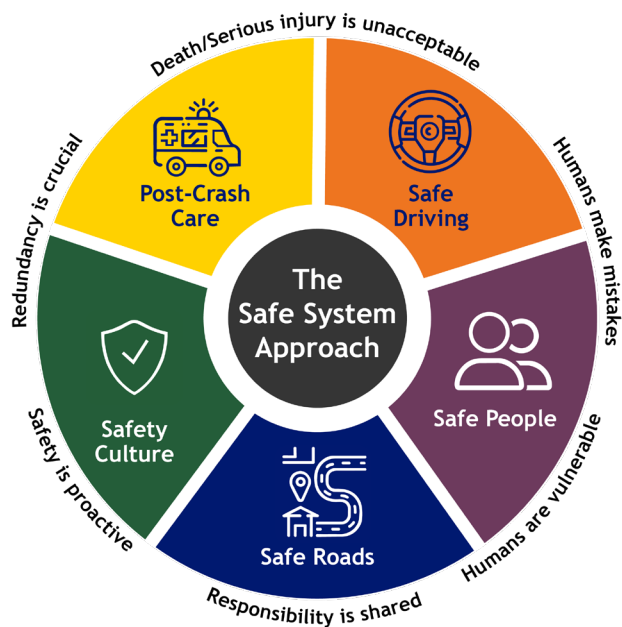 Death/Serious injury is unacceptable
Humans make mistakes
Humans are vulnerable
Responsibility is shared
Safety is proactive
Redundancy is crucial
Post-Crash
Care
Safe
Driving
Safe People
Safe Roads
Safety
Culture
The
Safe System
Approach